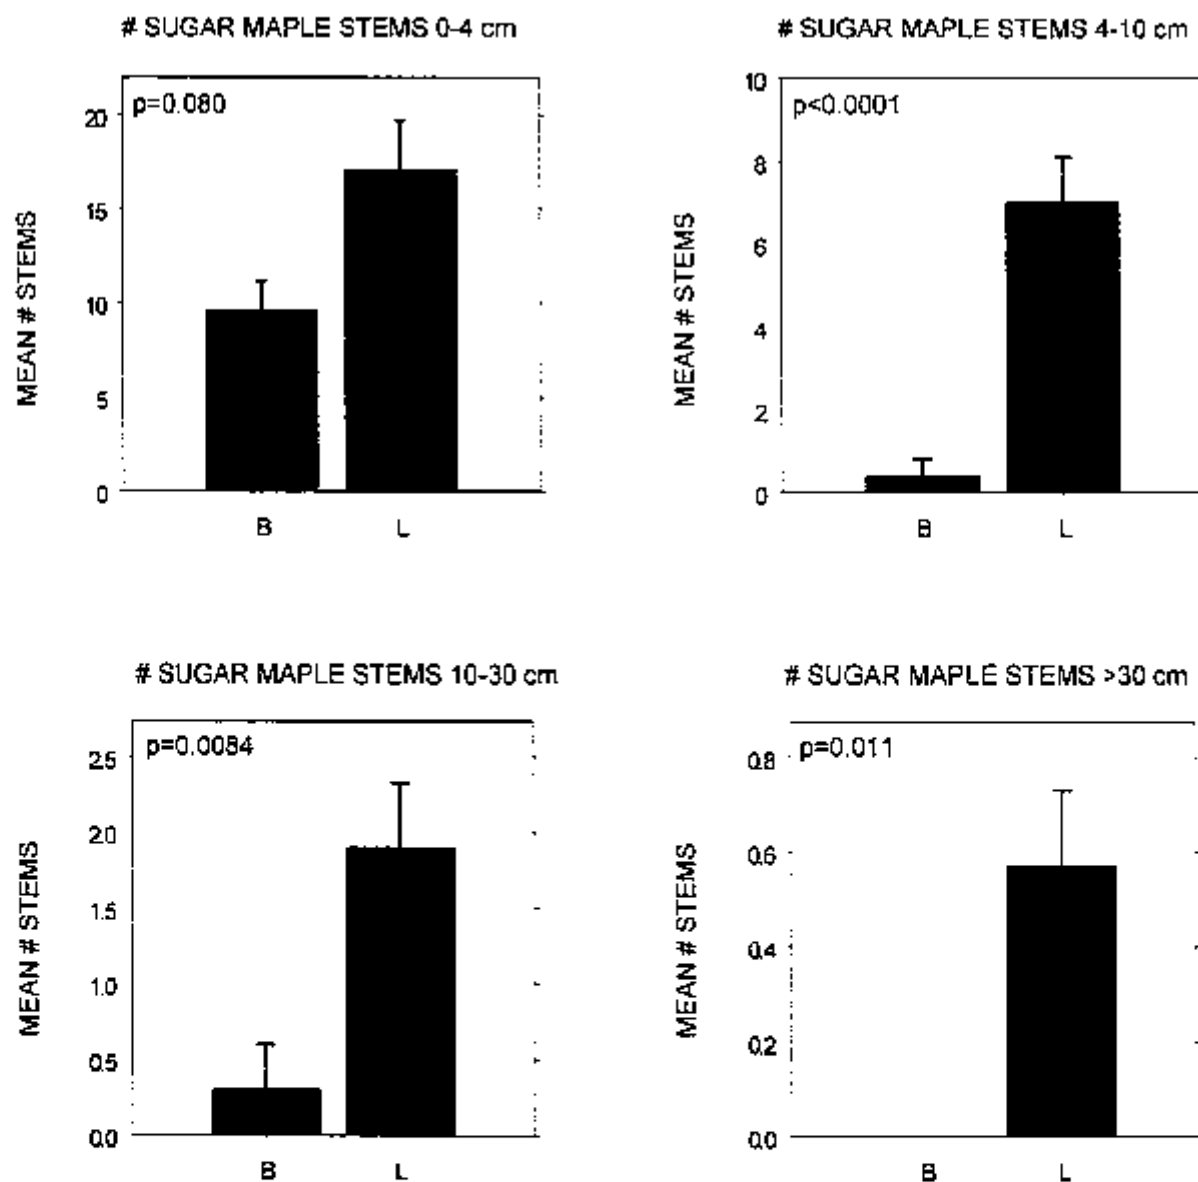 # SUGAR MAPLE STEMS 0-4 cm
p=0.080
20
15
10
5
0
MEAN # STEMS
B L
# SUGAR MAPLE STEMS 4-10 cm
p<0.0001
10
8
6
4
2
0
MEAN # STEMS
B L
# SUGAR MAPLE STEMS 10-30 cm
p=0.0084
2.5
2.0
1.5
1.0
0.5
0.0
MEAN # STEMS
B L
# SUGAR MAPLE STEMS >30 cm
p=0.011
0.8
0.6
0.4
0.2
0.0
MEAN # STEMS
B L